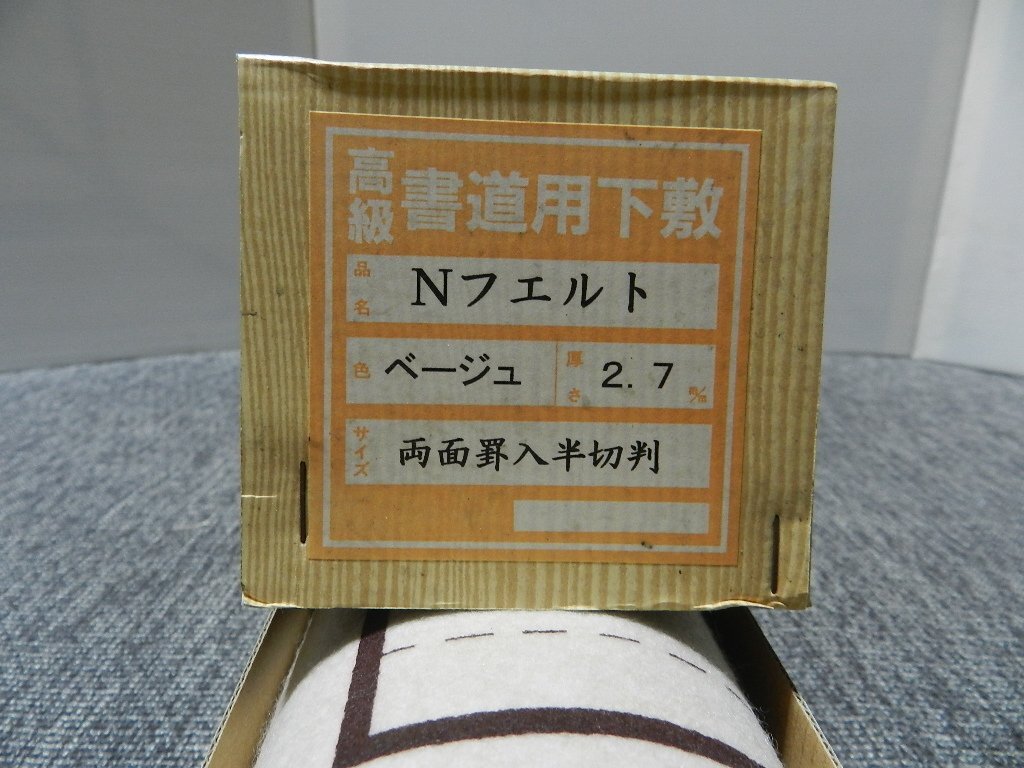 高級 書道用下敷
品名 Nフエルト
色 ベージュ 厚さ 2.7 m/m
サイズ 両面罫入半切判